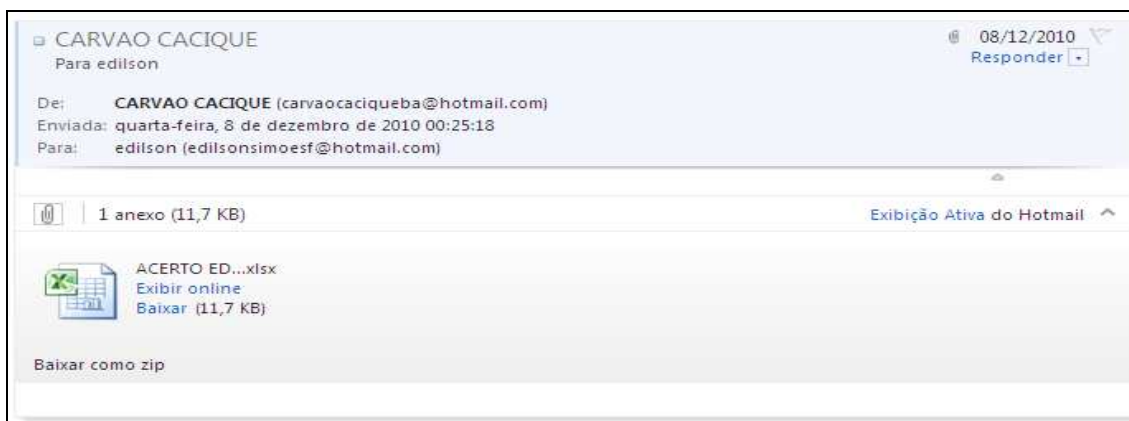 CARVAO CACIQUE
08/12/2010
Para edilson
Responder
De: CARVAO CACIQUE (carvaocaciqueba@hotmail.com)
Enviada: quarta-feira, 8 de dezembro de 2010 00:25:18
Para: edilson (edilsonsimoesf@hotmail.com)
1 anexo (11,7 KB)
Exibição Ativa do Hotmail
ACERTO ED...xlsx
Exibir online
Baixar (11,7 KB)
Baixar como zip